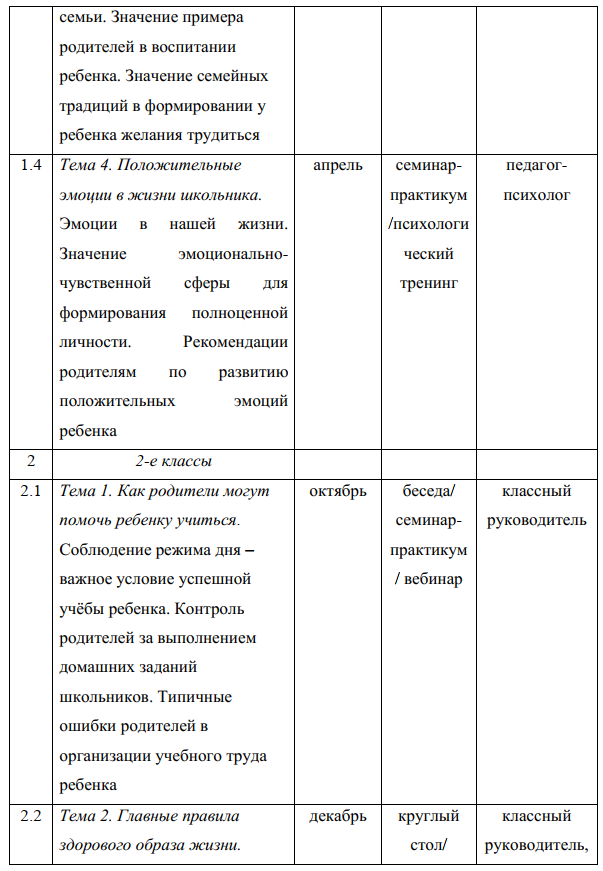 семьи. Значение примера
родителей в воспитании
ребенка. Значение семейных
традиций в формировании у
ребенка желания трудиться
1.4 Тема 4. Положительные апрель семинар- педагог-
эмоции в жизни школьника. практикум психолог
Эмоции в нашей жизни. /психологи
Значение эмоционально- ческий
чувственной сферы для тренинг
формирования полноценной
личности. Рекомендации
родителям по развитию
положительных эмоций
ребенка
2 2-е классы
2.1 Тема 1. Как родители могут октябрь беседа/ классный
помочь ребенку учиться. семинар- руководитель
Соблюдение режима дня – практикум
важное условие успешной / вебинар
учёбы ребенка. Контроль
родителей за выполнением
домашних заданий
школьников. Типичные
ошибки родителей в
организации учебного труда
ребенка
2.2 Тема 2. Главные правила декабрь круглый классный
здорового образа жизни. стол/ руководитель,